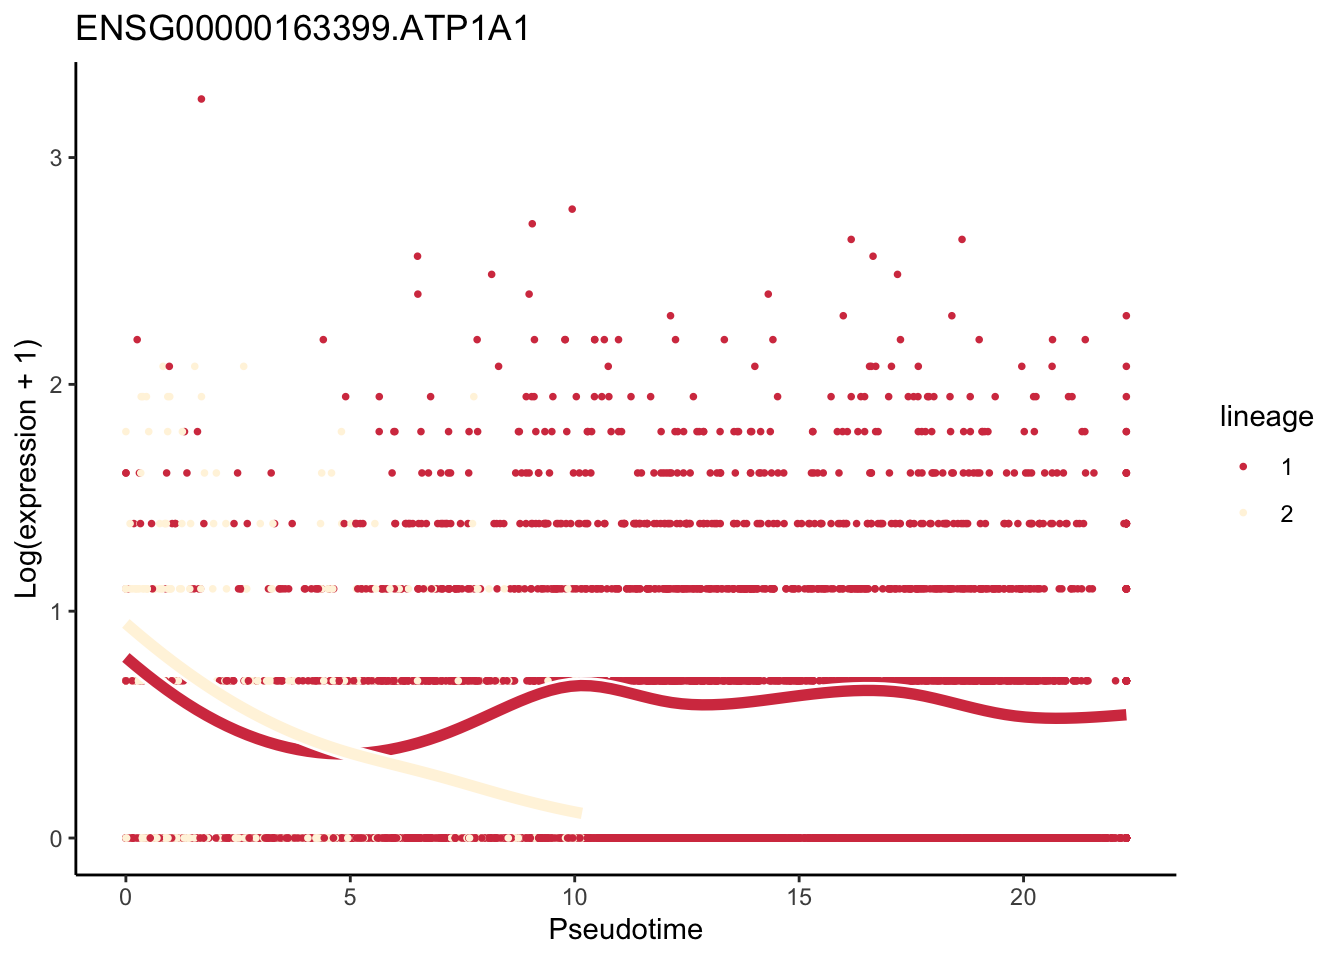 ENSG00000163399.ATP1A1
3
2
1
0
Log(expression + 1)
0 5 10 15 20
Pseudotime
lineage
1
2